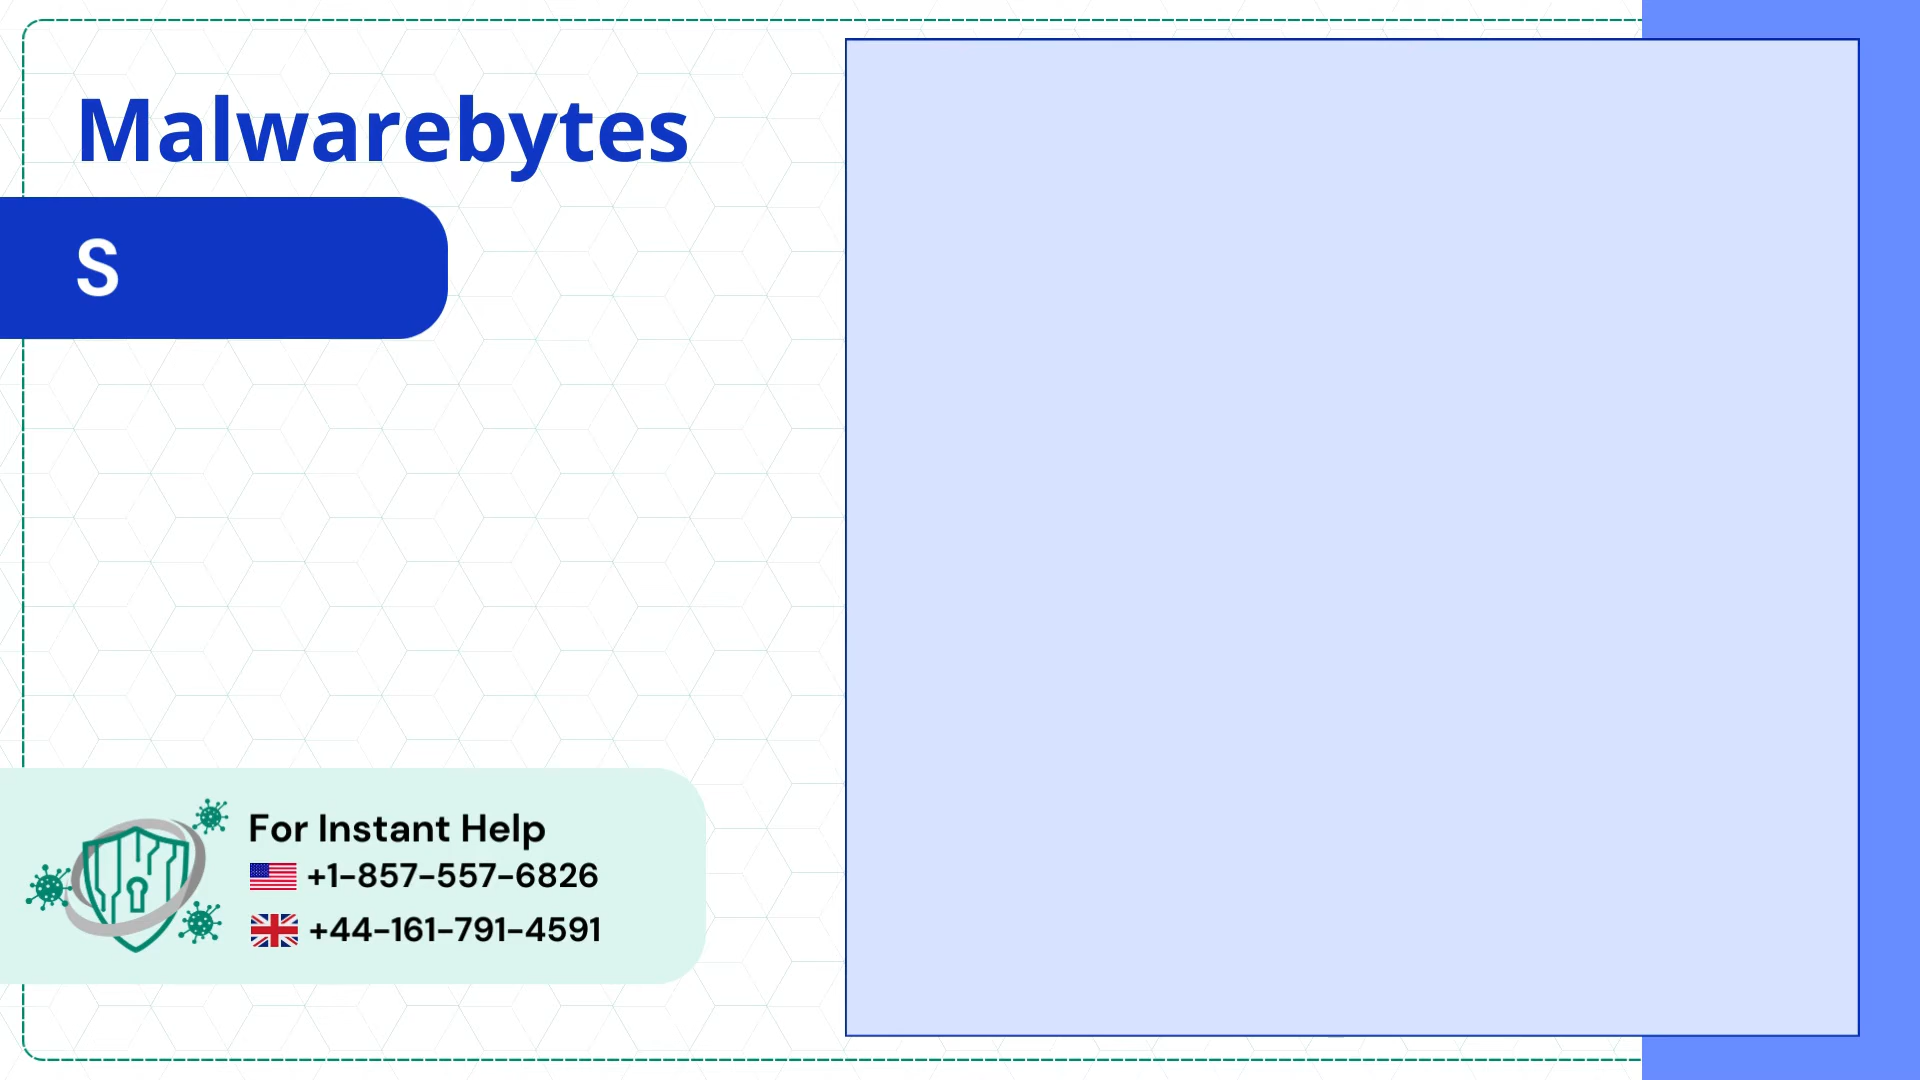 Malwarebytes
S
For Instant Help
+1-857-557-6826
+44-161-791-4591